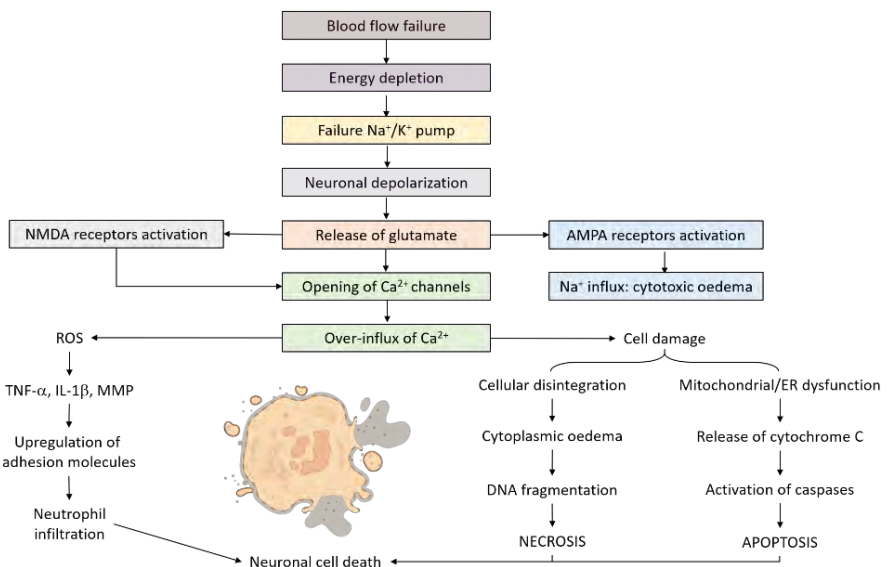 Blood flow failure
Energy depletion
Failure Na⁺/K⁺ pump
Neuronal depolarization
NMDA receptors activation
Release of glutamate
AMPA receptors activation
Opening of Ca²⁺ channels
Na⁺ influx: cytotoxic oedema
ROS
Over-influx of Ca²⁺
Cell damage
TNF-α, IL-1β, MMP
Cellular disintegration
Mitochondrial/ER dysfunction
Upregulation of
adhesion molecules
Cytoplasmic oedema
Release of cytochrome C
DNA fragmentation
Activation of caspases
Neutrophil
infiltration
NECROSIS
APOPTOSIS
Neuronal cell death